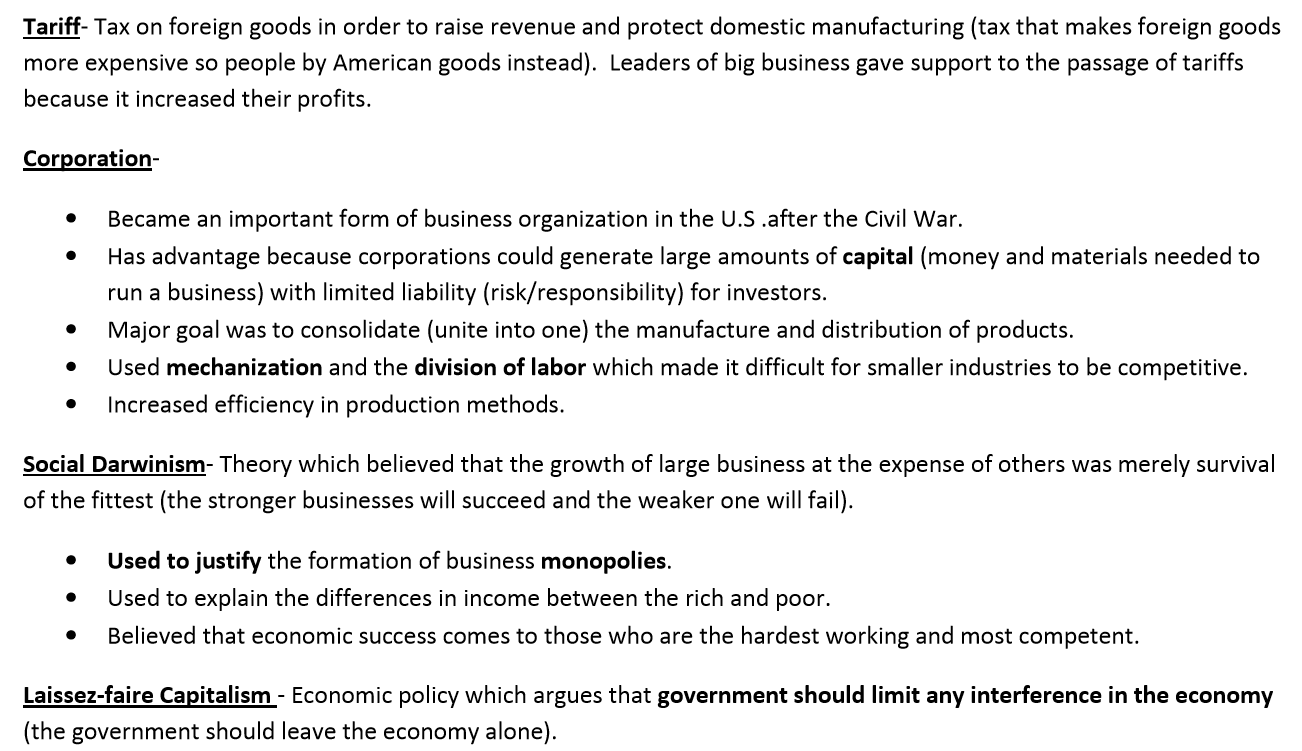 Tariff- Tax on foreign goods in order to raise revenue and protect domestic manufacturing (tax that makes foreign goods
more expensive so people by American goods instead).  Leaders of big business gave support to the passage of tariffs
because it increased their profits.
Corporation-
• Became an important form of business organization in the U.S .after the Civil War.
• Has advantage because corporations could generate large amounts of capital (money and materials needed to
run a business) with limited liability (risk/responsibility) for investors.
• Major goal was to consolidate (unite into one) the manufacture and distribution of products.
• Used mechanization and the division of labor which made it difficult for smaller industries to be competitive.
• Increased efficiency in production methods.
Social Darwinism- Theory which believed that the growth of large business at the expense of others was merely survival
of the fittest (the stronger businesses will succeed and the weaker one will fail).
• Used to justify the formation of business monopolies.
• Used to explain the differences in income between the rich and poor.
• Believed that economic success comes to those who are the hardest working and most competent.
Laissez-faire Capitalism - Economic policy which argues that government should limit any interference in the economy
(the government should leave the economy alone).